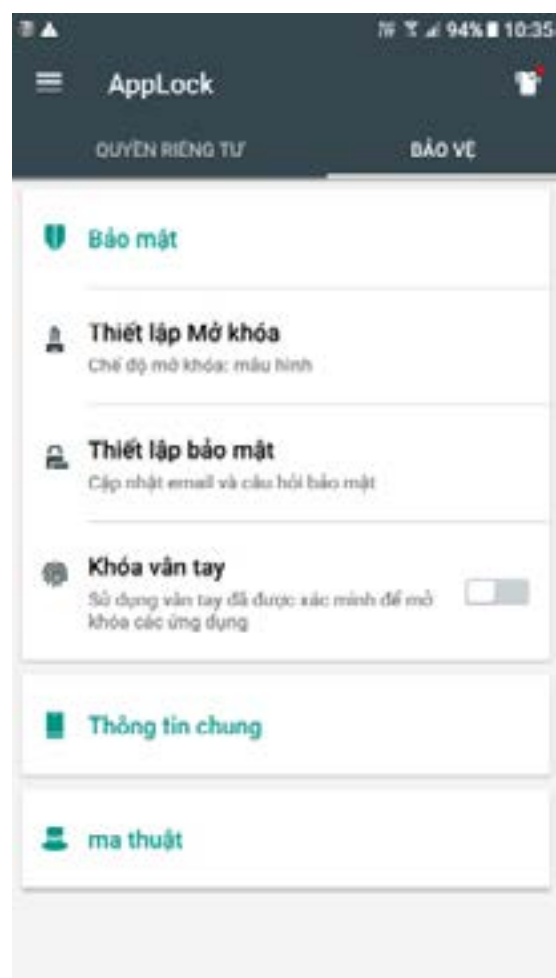 94% 10:35
AppLock
QUYỀN RIÊNG TƯ
BẢO VỆ
Bảo mật
Thiết lập Mở khóa
Chế độ mở khóa: mẫu hình
Thiết lập bảo mật
Cập nhật email và câu hỏi bảo mật
Khóa vân tay
Sử dụng vân tay đã được xác minh để mở
khóa các ứng dụng
Thông tin chung
ma thuật